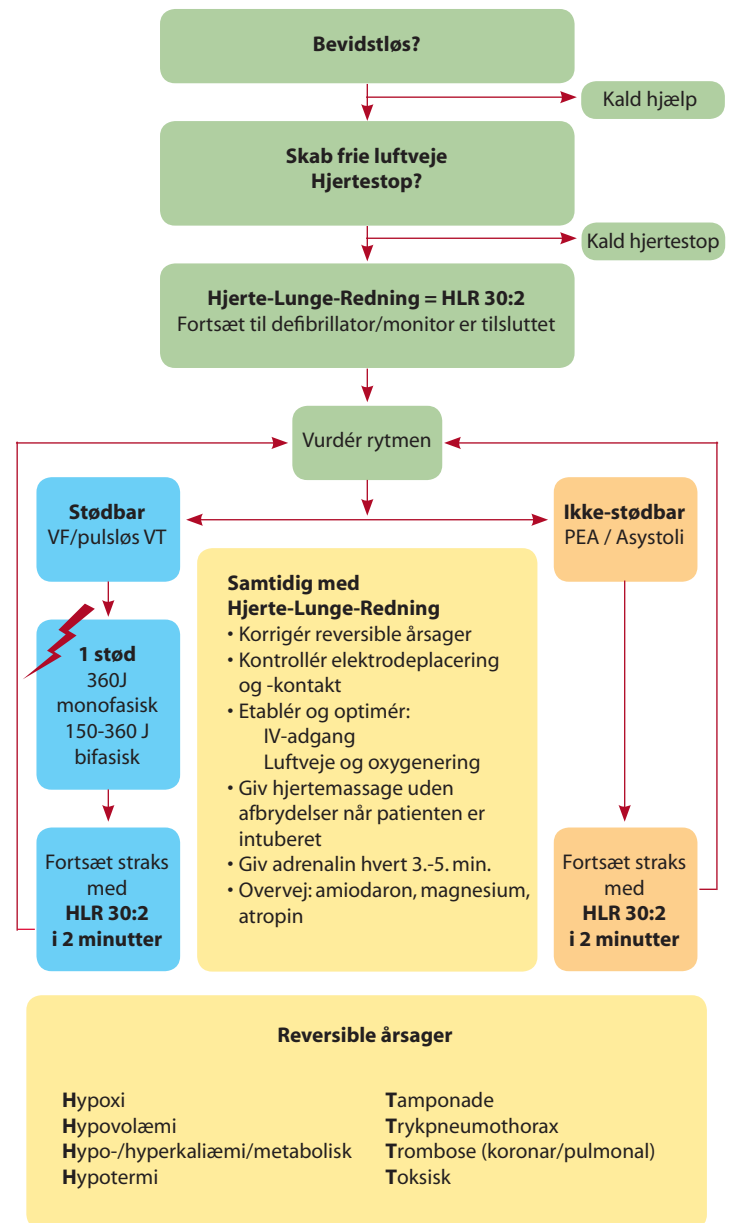 Bevidstløs?
Kald hjælp
Skab frie luftveje
Hjertestop?
Kald hjertestop
Hjerte-Lunge-Redning = HLR 30:2
Fortsæt til defibrillator/monitor er tilsluttet
Vurdér rytmen
Stødbar
VF/pulsløs VT
Ikke-stødbar
PEA / Asystoli
1 stød
360J
monofasisk
150-360 J
bifasisk
Samtidig med
Hjerte-Lunge-Redning
• Korrigér reversible årsager
• Kontrollér elektrodeplacering
og -kontakt
• Etablér og optimér:
IV-adgang
Luftveje og oxygenering
• Giv hjertemassage uden
afbrydelser når patienten er
intuberet
• Giv adrenalin hvert 3.-5. min.
• Overvej: amiodaron, magnesium,
atropin
Fortsæt straks
med
HLR 30:2
i 2 minutter
Fortsæt straks
med
HLR 30:2
i 2 minutter
Reversible årsager
Hypoxi
Hypovolæmi
Hypo-/hyperkaliæmi/metabolisk
Hypotermi
Tamponade
Trykpneumothorax
Trombose (koronar/pulmonal)
Toksisk